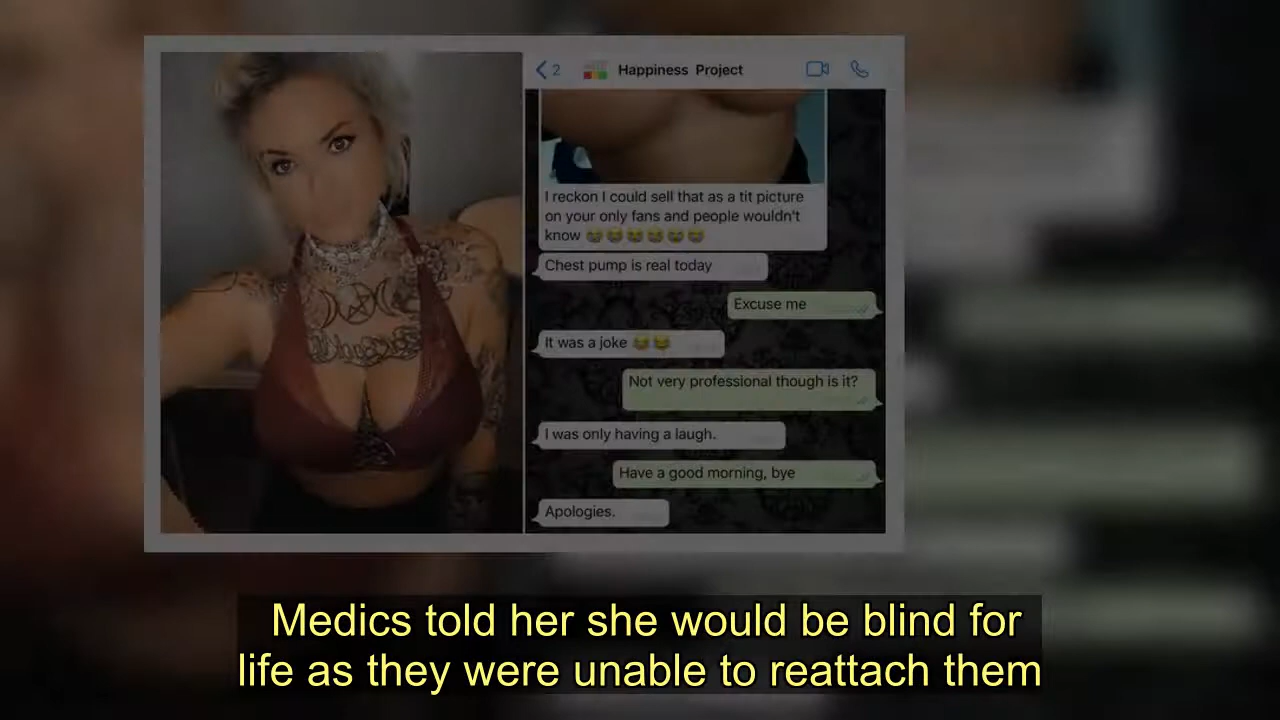 2
Happiness Project
I reckon I could sell that as a tit picture
on your only fans and people wouldn't
know 😂😂😂😂😂😂
Chest pump is real today
Excuse me
It was a joke 😂😂
Not very professional though is it?
I was only having a laugh.
Have a good morning, bye
Apologies.
Medics told her she would be blind for
life as they were unable to reattach them